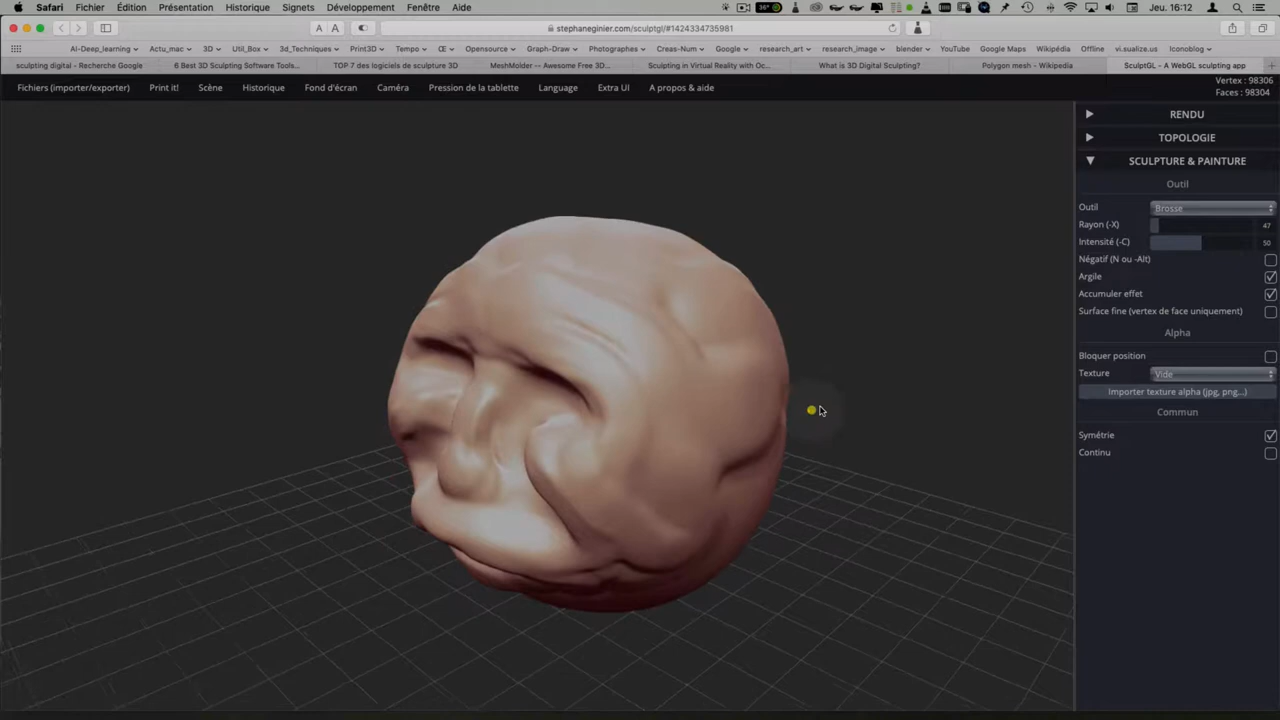 Safari Fichier Édition Présentation Historique Signets Développement Fenêtre Aide
36° Jeu. 16:12
A A stephaneginier.com/sculptgl/#1424334735981
AI-Deep_learning Actu_mac 3D Util_Box 3d_Techniques Print3D Tempo Œ Opensource Graph-Draw Photographes Creas-Num Google research_art research_image blender YouTube Google Maps Wikipédia Offline vi.sualize.us Iconoblog
sculpting digital - Recherche Google 6 Best 3D Sculpting Software Tools... TOP 7 des logiciels de sculpture 3D MeshMolder -- Awesome Free 3D... Sculpting in Virtual Reality with Oc... What is 3D Digital Sculpting? Polygon mesh - Wikipedia SculptGL - A WebGL sculpting app
Fichiers (importer/exporter) Print it! Scène Historique Fond d'écran Caméra Pression de la tablette Language Extra UI A propos & aide
Vertex : 98306
Faces : 98304
RENDU
TOPOLOGIE
SCULPTURE & PAINTURE
Outil
Outil Brosse
Rayon (-X) 47
Intensité (-C) 50
Négatif (N ou -Alt)
Argile
Accumuler effet
Surface fine (vertex de face uniquement)
Alpha
Bloquer position
Texture Vide
Importer texture alpha (jpg, png...)
Commun
Symétrie
Continu